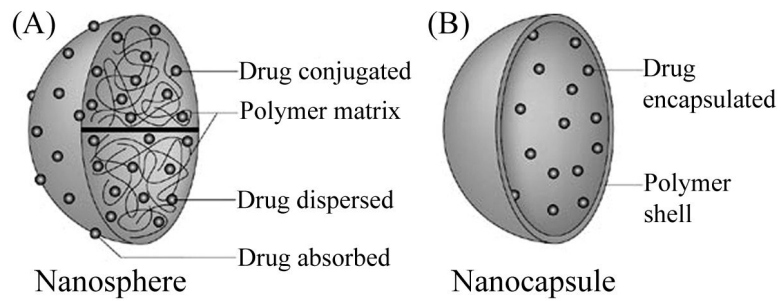 (A)
Drug conjugated
Polymer matrix
Drug dispersed
Drug absorbed
Nanosphere
(B)
Drug
encapsulated
Polymer
shell
Nanocapsule